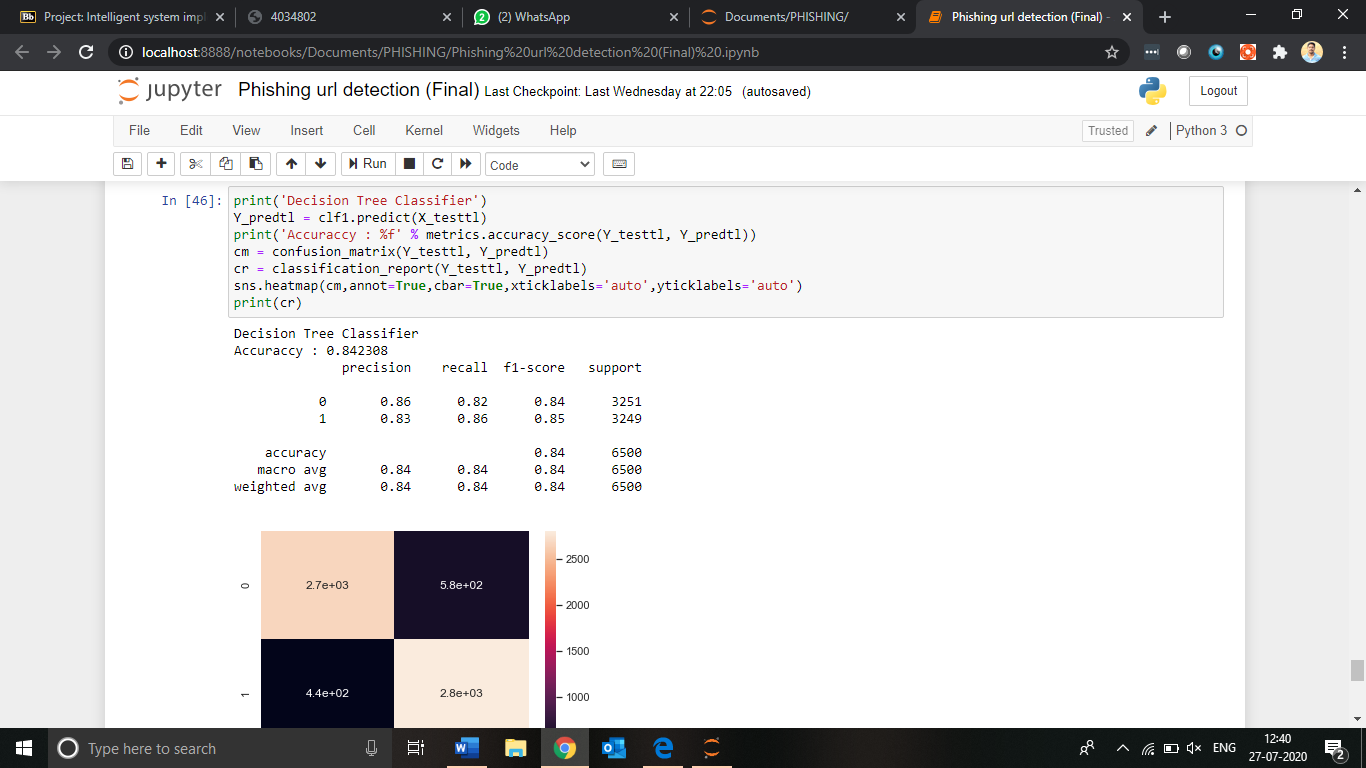 Project: Intelligent system impl
4034802
(2) WhatsApp
Documents/PHISHING/
Phishing url detection (Final) -
localhost:8888/notebooks/Documents/PHISHING/Phishing%20url%20detection%20(Final)%20.ipynb
jupyter Phishing url detection (Final) Last Checkpoint: Last Wednesday at 22:05 (autosaved)
Logout
File Edit View Insert Cell Kernel Widgets Help
Trusted
Python 3
Run
Code
In [46]: print('Decision Tree Classifier')
Y_predtl = clf1.predict(X_testtl)
print('Accuraccy : %f' % metrics.accuracy_score(Y_testtl, Y_predtl))
cm = confusion_matrix(Y_testtl, Y_predtl)
cr = classification_report(Y_testtl, Y_predtl)
sns.heatmap(cm,annot=True,cbar=True,xticklabels='auto',yticklabels='auto')
print(cr)
Decision Tree Classifier
Accuraccy : 0.842308
precision recall f1-score support
0 0.86 0.82 0.84 3251
1 0.83 0.86 0.85 3249
accuracy 0.84 6500
macro avg 0.84 0.84 0.84 6500
weighted avg 0.84 0.84 0.84 6500
0
2.7e+03
5.8e+02
1
4.4e+02
2.8e+03
2500
2000
1500
1000
Type here to search
ENG
12:40
27-07-2020
2